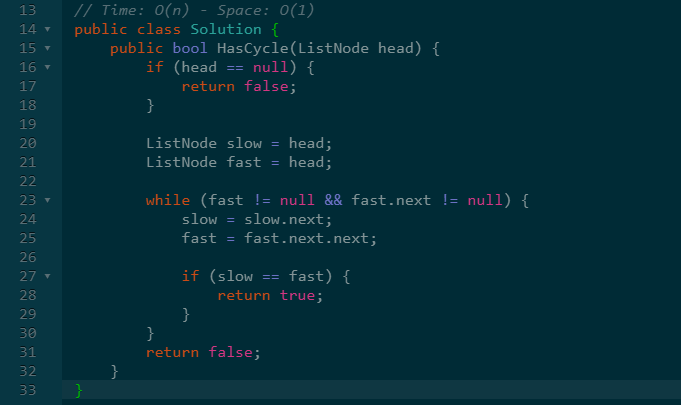 13 // Time: O(n) - Space: O(1)
14 public class Solution {
15     public bool HasCycle(ListNode head) {
16         if (head == null) {
17             return false;
18         }
19
20         ListNode slow = head;
21         ListNode fast = head;
22
23         while (fast != null && fast.next != null) {
24             slow = slow.next;
25             fast = fast.next.next;
26
27             if (slow == fast) {
28                 return true;
29             }
30         }
31         return false;
32     }
33 }